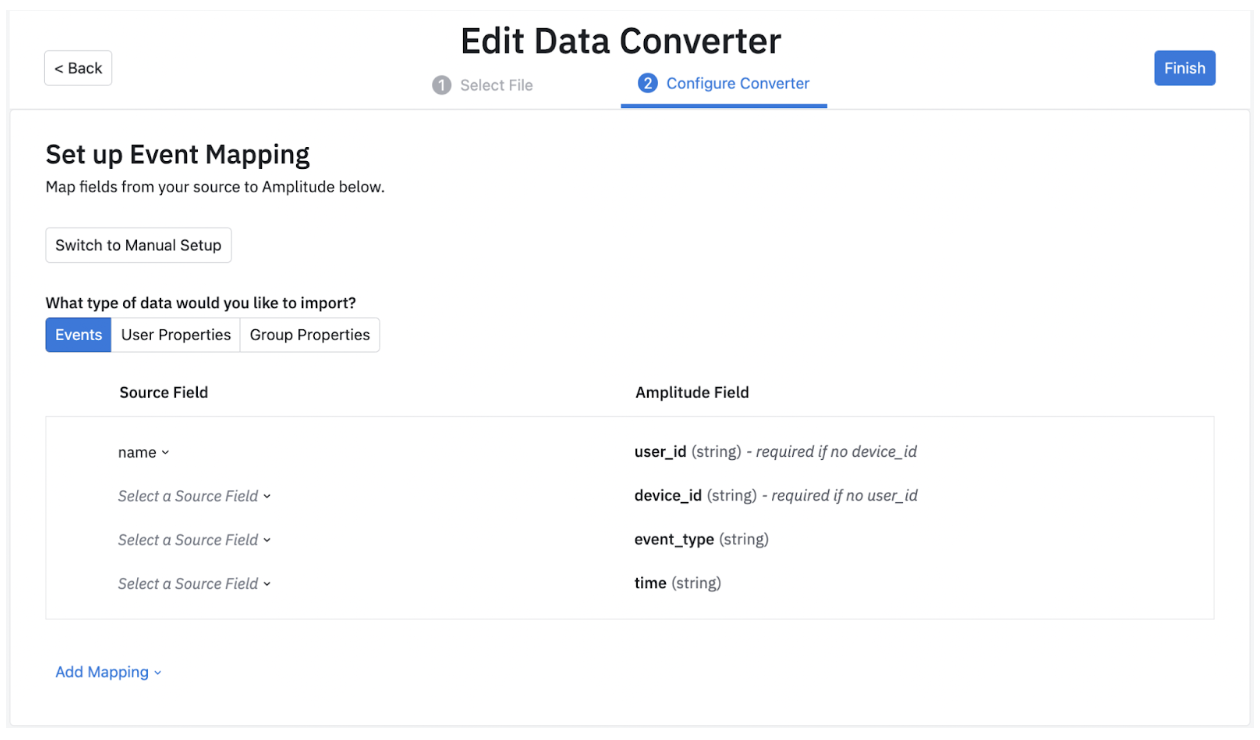 Edit Data Converter
< Back
1 Select File
2 Configure Converter
Finish
Set up Event Mapping
Map fields from your source to Amplitude below.
Switch to Manual Setup
What type of data would you like to import?
Events User Properties Group Properties
Source Field Amplitude Field
name user_id (string) - required if no device_id
Select a Source Field device_id (string) - required if no user_id
Select a Source Field event_type (string)
Select a Source Field time (string)
Add Mapping